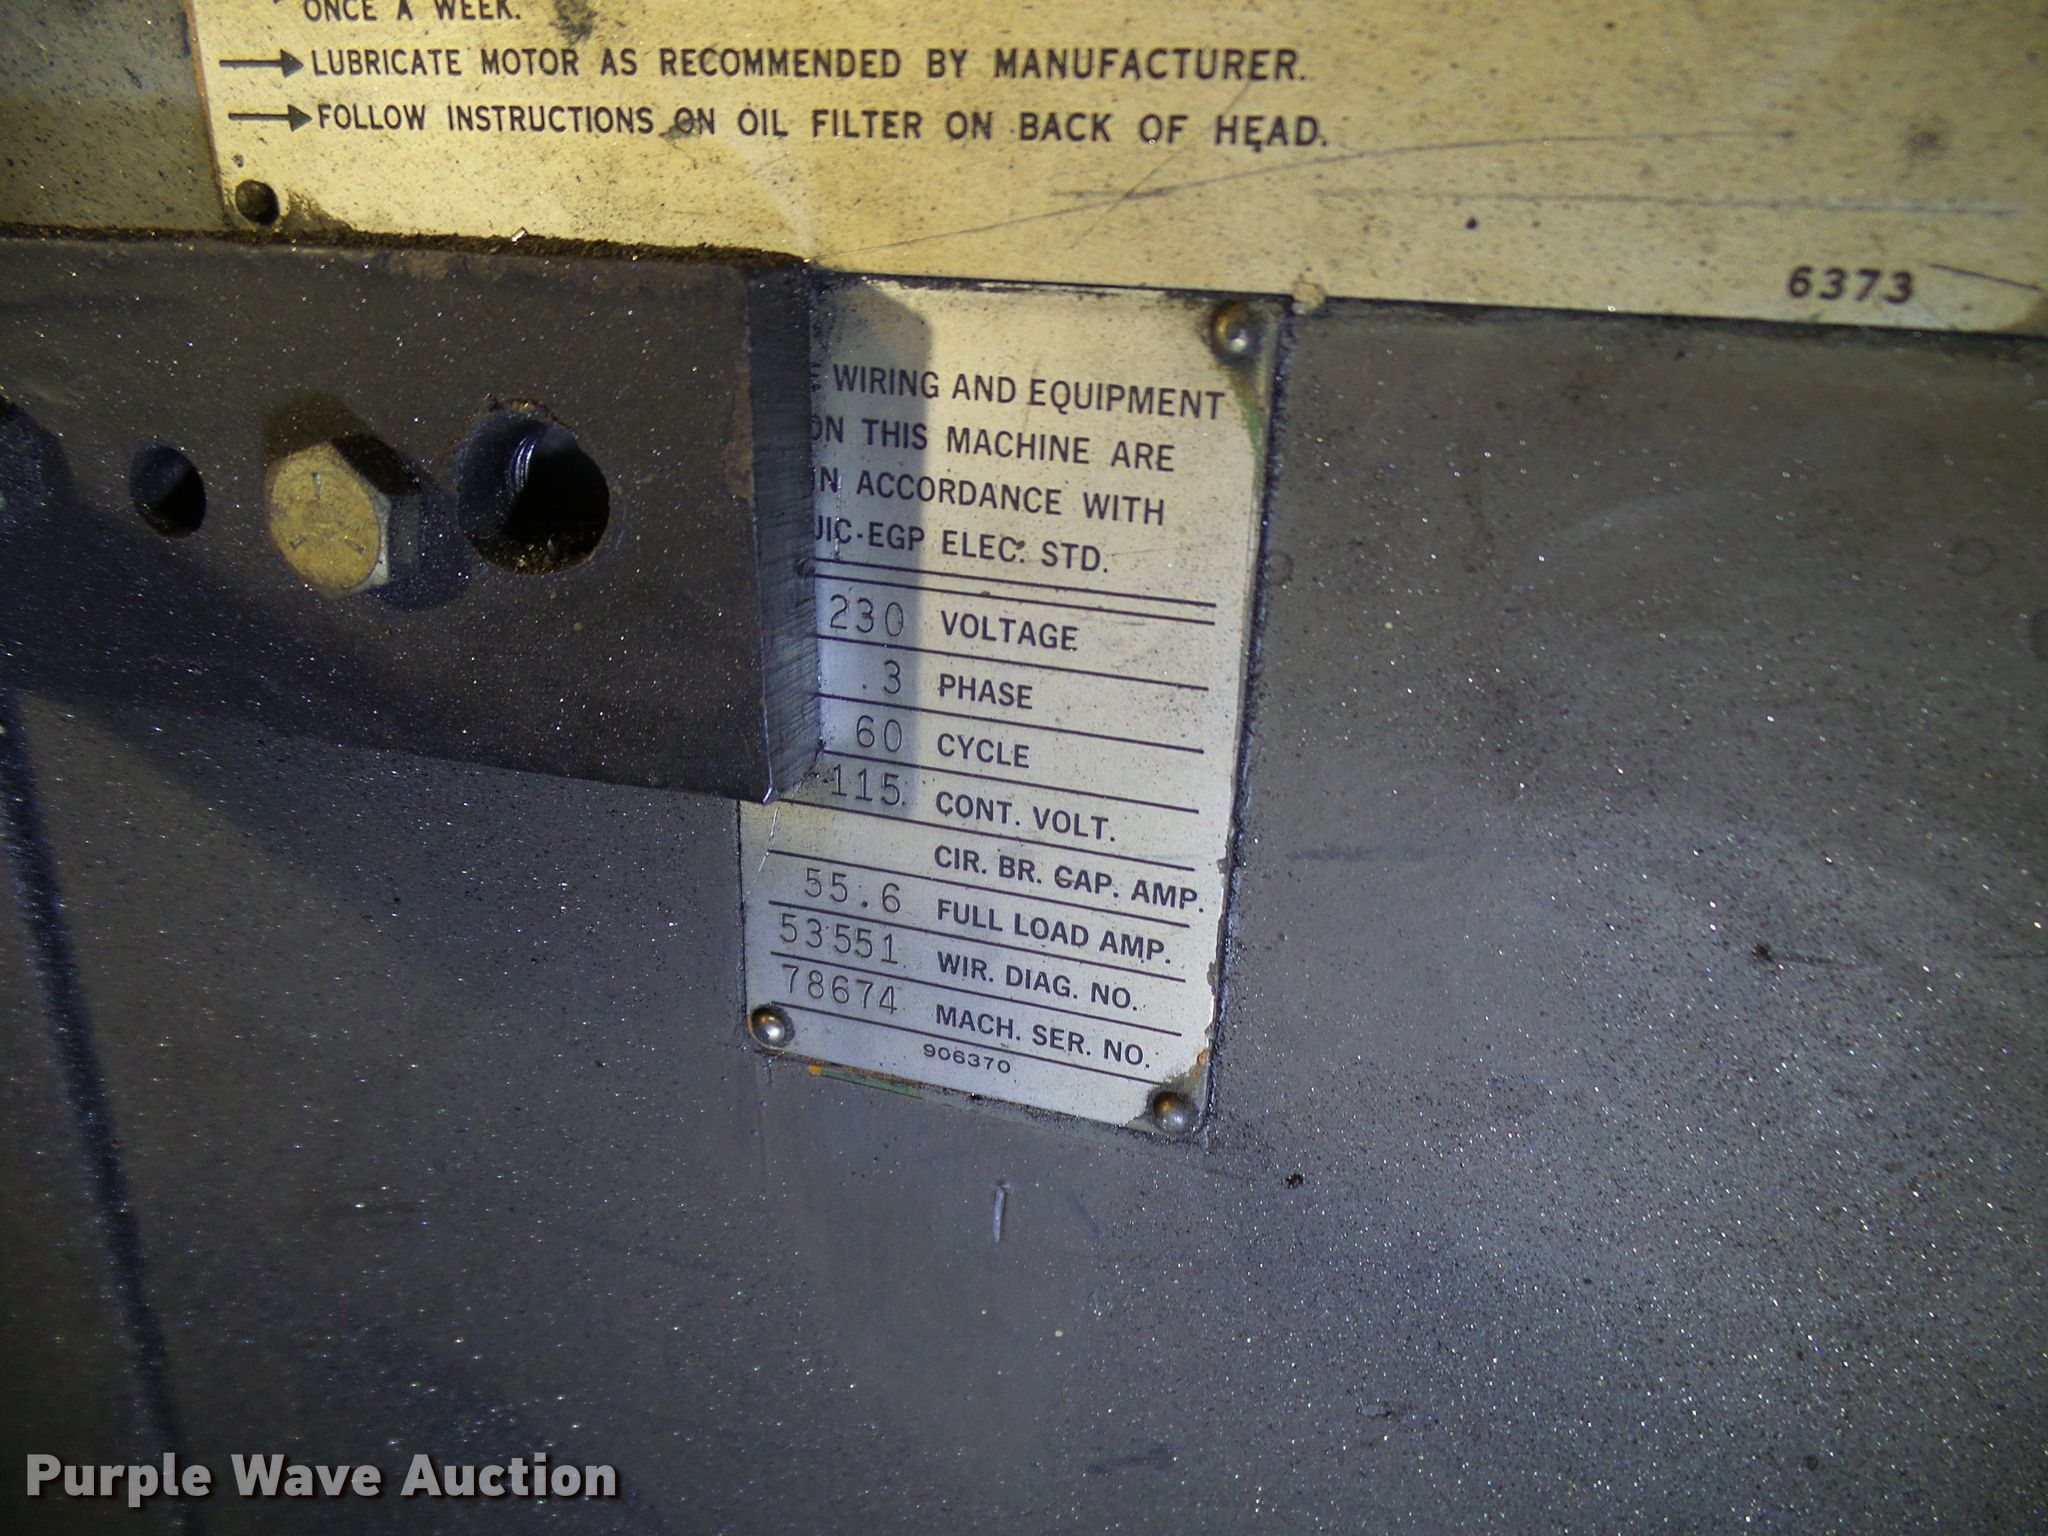 ONCE A WEEK.
→ LUBRICATE MOTOR AS RECOMMENDED BY MANUFACTURER.
→ FOLLOW INSTRUCTIONS ON OIL FILTER ON BACK OF HEAD.
6373
WIRING AND EQUIPMENT
ON THIS MACHINE ARE
IN ACCORDANCE WITH
JIC-EGP ELEC. STD.
230 VOLTAGE
3 PHASE
60 CYCLE
115 CONT. VOLT.
CIR. BR. CAP. AMP.
55.6 FULL LOAD AMP.
53551 WIR. DIAG. NO.
78674 MACH. SER. NO.
906370
Purple Wave Auction